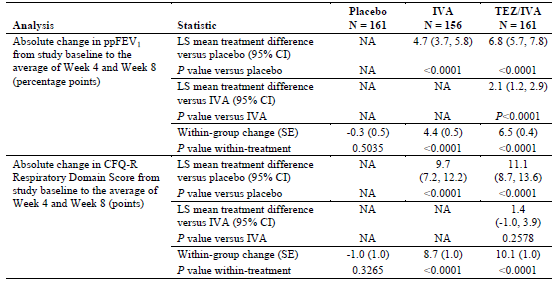 Analysis Statistic Placebo N = 161 IVA N = 156 TEZ/IVA N = 161
Absolute change in ppFEV1 from study baseline to the average of Week 4 and Week 8 (percentage points)
LS mean treatment difference versus placebo (95% CI) NA 4.7 (3.7, 5.8) 6.8 (5.7, 7.8)
P value versus placebo NA <0.0001 <0.0001
LS mean treatment difference versus IVA (95% CI) NA NA 2.1 (1.2, 2.9)
P value versus IVA NA NA P<0.0001
Within-group change (SE) -0.3 (0.5) 4.4 (0.5) 6.5 (0.4)
P value within-treatment 0.5035 <0.0001 <0.0001
Absolute change in CFQ-R Respiratory Domain Score from study baseline to the average of Week 4 and Week 8 (points)
LS mean treatment difference versus placebo (95% CI) NA 9.7 (7.2, 12.2) 11.1 (8.7, 13.6)
P value versus placebo NA <0.0001 <0.0001
LS mean treatment difference versus IVA (95% CI) NA NA 1.4 (-1.0, 3.9)
P value versus IVA NA NA 0.2578
Within-group change (SE) -1.0 (1.0) 8.7 (1.0) 10.1 (1.0)
P value within-treatment 0.3265 <0.0001 <0.0001